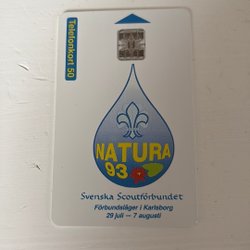 Telefonkort 50
NATURA
93
Svenska Scoutförbundet
Förbundsläger i Karlsborg
29 juli — 7 augusti